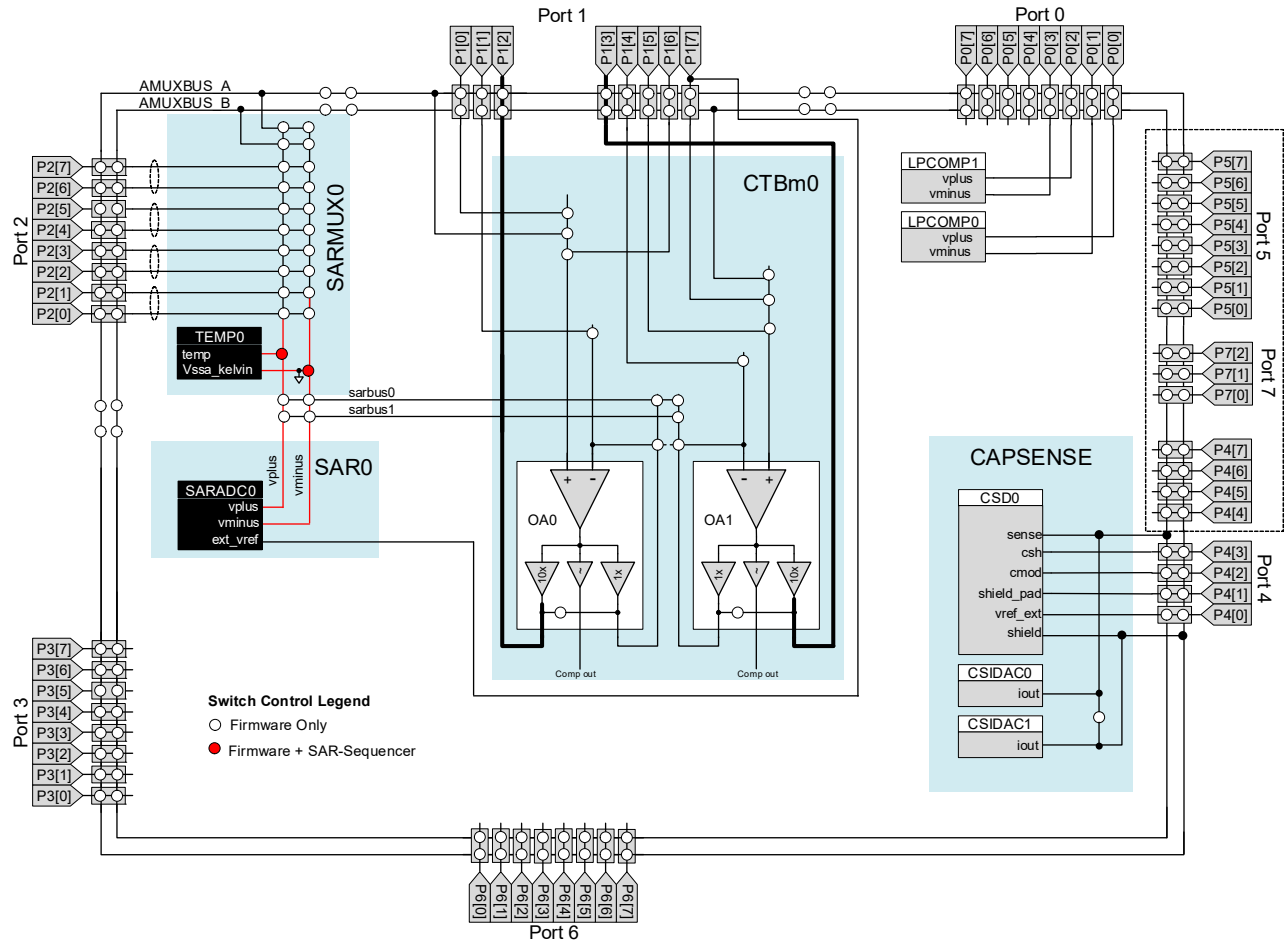 Port 1
Port 0
P1[0]
P1[1]
P1[2]
P1[3]
P1[4]
P1[5]
P1[6]
P1[7]
P0[7]
P0[6]
P0[5]
P0[4]
P0[3]
P0[2]
P0[1]
P0[0]
AMUXBUS_A
AMUXBUS_B
Port 2
P2[7]
P2[6]
P2[5]
P2[4]
P2[3]
P2[2]
P2[1]
P2[0]
SARMUX0
TEMP0
temp
Vssa_kelvin
sarbus0
sarbus1
vplus
vminus
SAR0
SARADC0
vplus
vminus
ext_vref
CTBm0
+
-
OA0
10x
~
1x
Comp out
-
+
OA1
1x
~
10x
Comp out
LPCOMP1
vplus
vminus
LPCOMP0
vplus
vminus
P5[7]
P5[6]
P5[5]
P5[4]
P5[3]
P5[2]
P5[1]
P5[0]
Port 5
P7[2]
P7[1]
P7[0]
Port 7
P4[7]
P4[6]
P4[5]
P4[4]
P4[3]
P4[2]
P4[1]
P4[0]
Port 4
CAPSENSE
CSD0
sense
csh
cmod
shield_pad
vref_ext
shield
CSIDAC0
iout
CSIDAC1
iout
Port 3
P3[7]
P3[6]
P3[5]
P3[4]
P3[3]
P3[2]
P3[1]
P3[0]
Switch Control Legend
Firmware Only
Firmware + SAR-Sequencer
P6[0]
P6[1]
P6[2]
P6[3]
P6[4]
P6[5]
P6[6]
P6[7]
Port 6